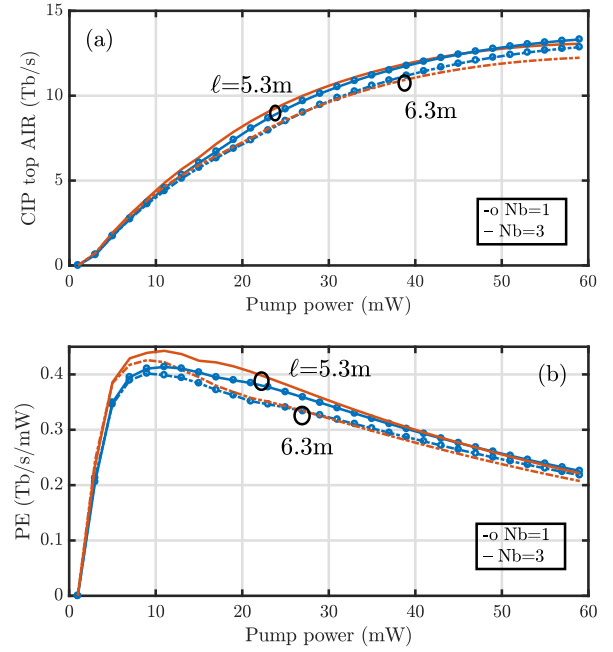 15
(a)
ℓ=5.3m
10
6.3m
CIP top AIR (Tb/s)
5
-o Nb=1
– Nb=3
0
0 10 20 30 40 50 60
Pump power (mW)
(b)
0.4
ℓ=5.3m
0.3
6.3m
PE (Tb/s/mW)
0.2
0.1
-o Nb=1
– Nb=3
0
0 10 20 30 40 50 60
Pump power (mW)